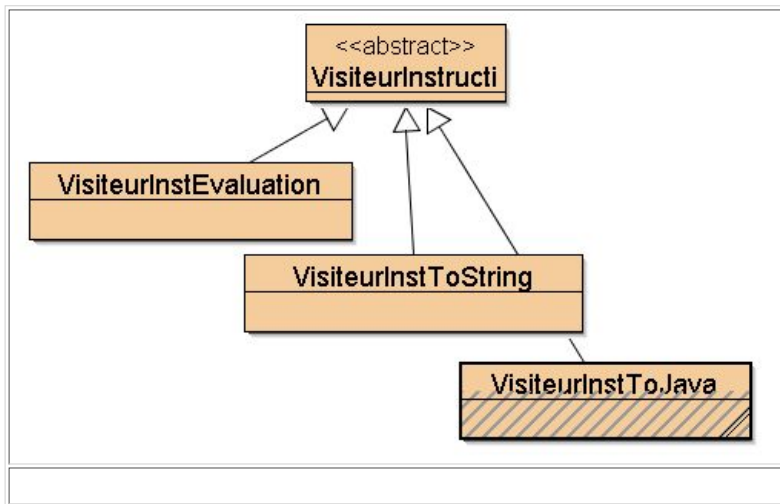 <<abstract>>
VisiteurInstructi
VisiteurInstEvaluation
VisiteurInstToString
VisiteurInstToJava